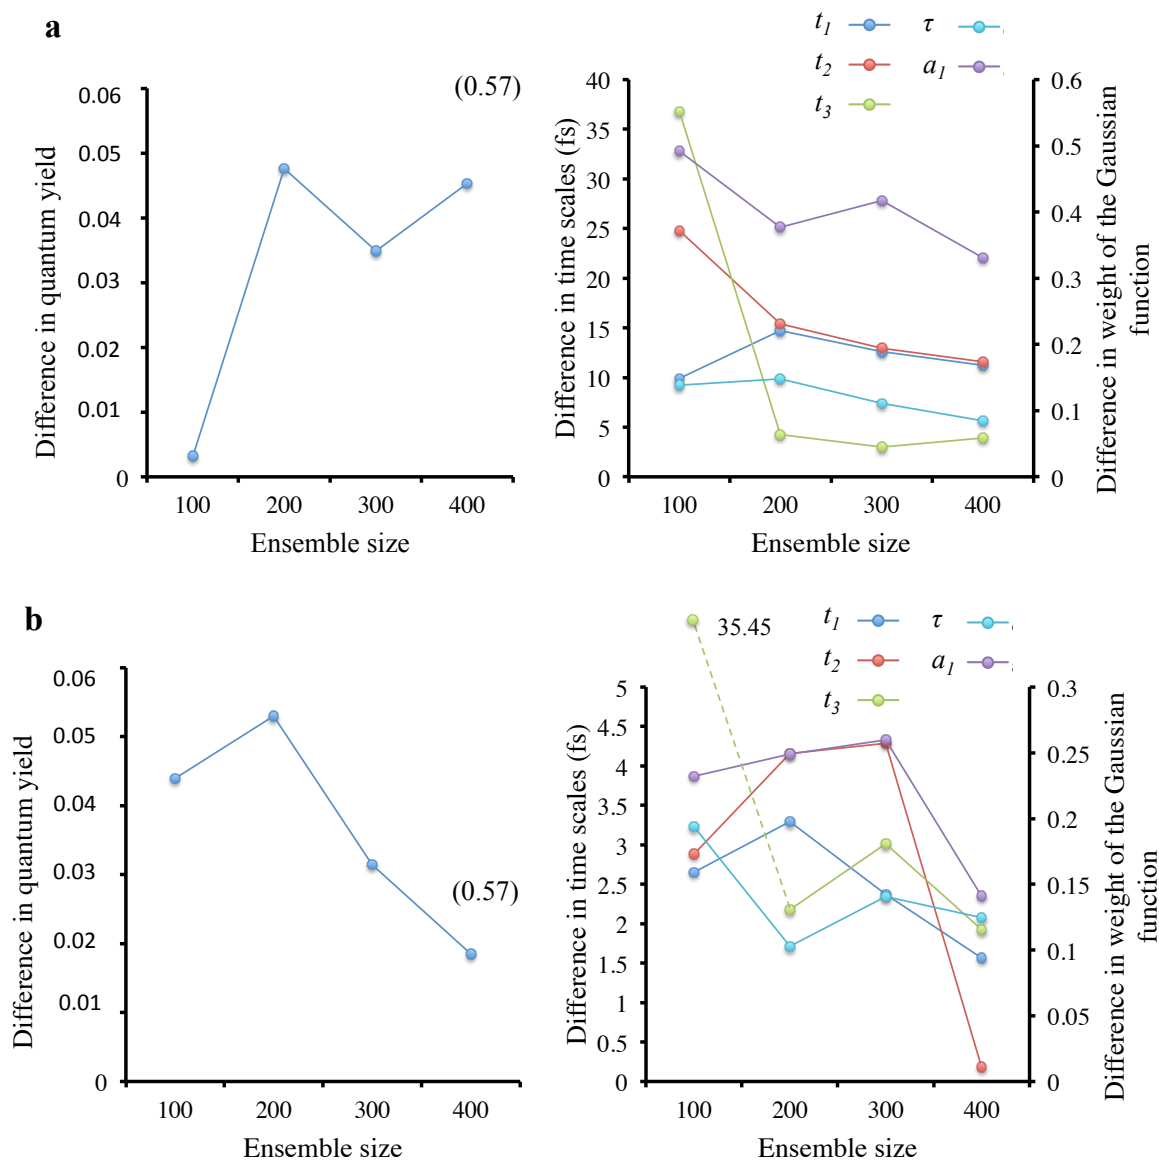 a
t1 τ
t2 a1
t3
(0.57)
0.06
0.05
0.04
0.03
0.02
0.01
0
Difference in quantum yield
100 200 300 400
Ensemble size
40
35
30
25
20
15
10
5
0
Difference in time scales (fs)
0.6
0.5
0.4
0.3
0.2
0.1
0
Difference in weight of the Gaussian
function
100 200 300 400
Ensemble size
b
t1 τ
t2 a1
t3
35.45
0.06
0.05
0.04
0.03
0.02
0.01
0
Difference in quantum yield
(0.57)
100 200 300 400
Ensemble size
5
4.5
4
3.5
3
2.5
2
1.5
1
0.5
0
Difference in time scales (fs)
0.3
0.25
0.2
0.15
0.1
0.05
0
Difference in weight of the Gaussian
function
100 200 300 400
Ensemble size